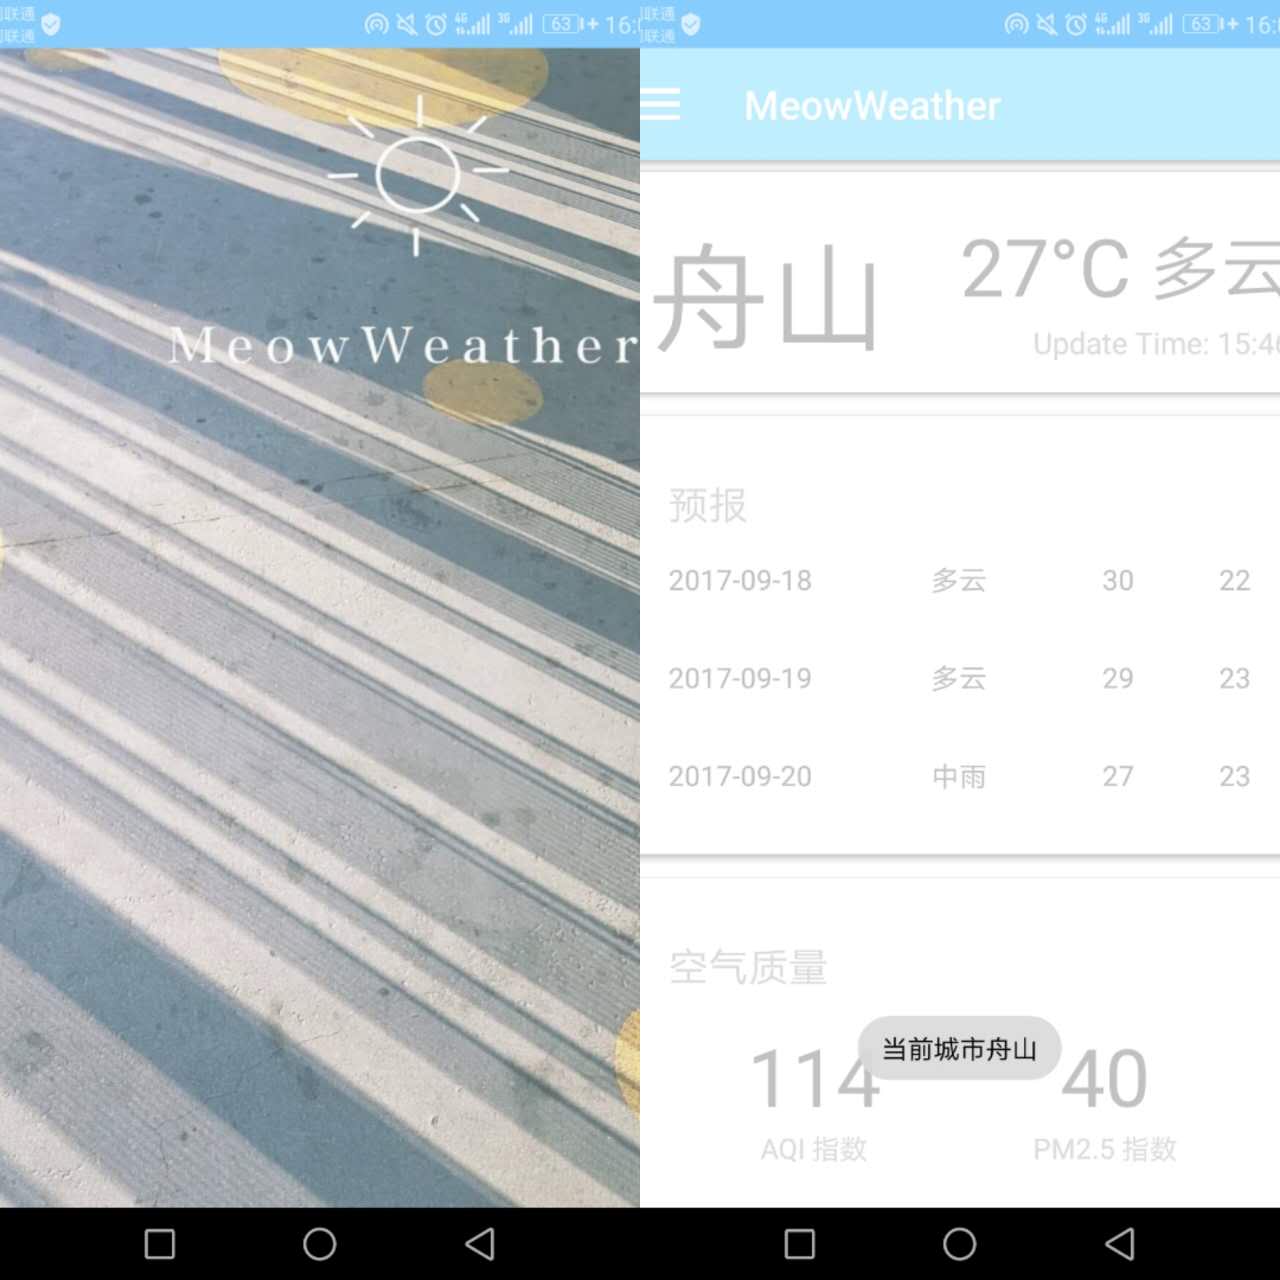 联通
联通
4G
3G
63
16:0
MeowWeather
联通
联通
4G
3G
63
16:0
MeowWeather
舟山
27°C 多云
Update Time: 15:46
预报
2017-09-18 多云 30 22
2017-09-19 多云 29 23
2017-09-20 中雨 27 23
空气质量
114 40
当前城市舟山
AQI 指数 PM2.5 指数